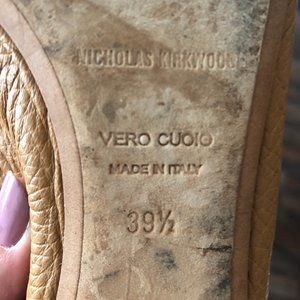 NICHOLAS KIRKWOOD
VERO CUOIO
MADE IN ITALY
39½